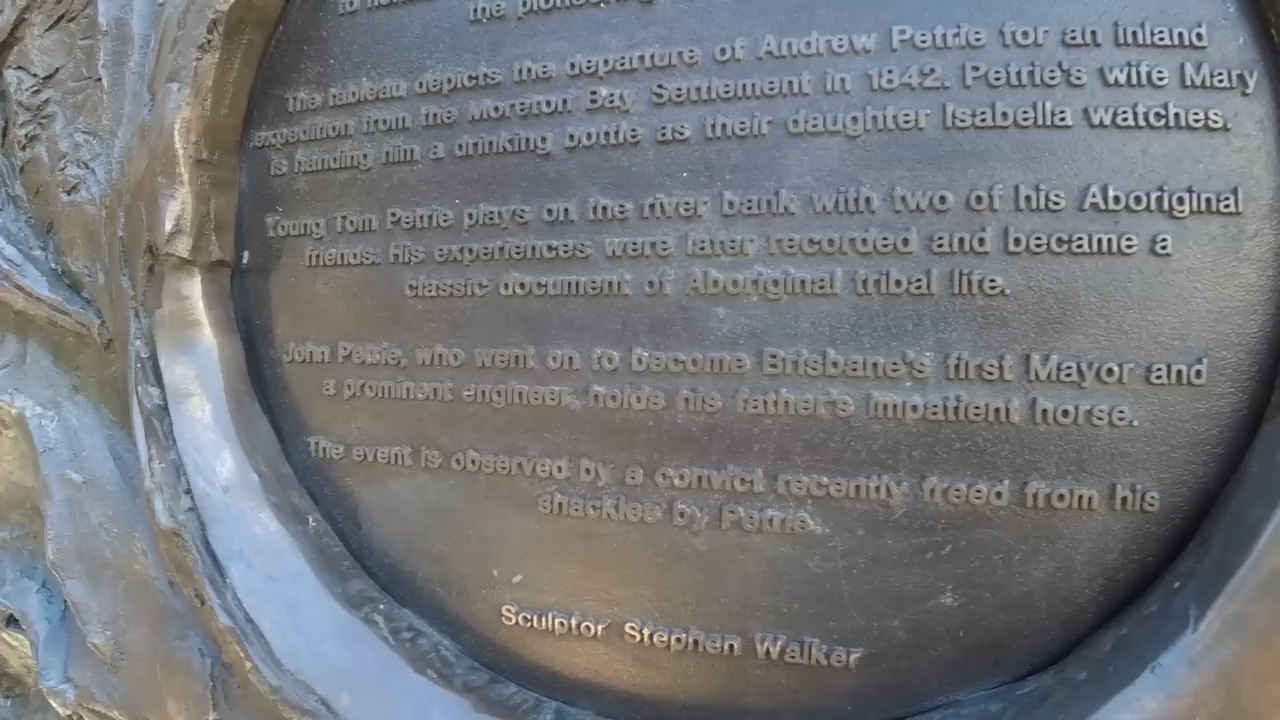 the pioneering
The tableau depicts the departure of Andrew Petrie for an inland
expedition from the Moreton Bay Settlement in 1842. Petrie's wife Mary
is handing him a drinking bottle as their daughter Isabella watches.
Young Tom Petrie plays on the river bank with two of his Aboriginal
friends. His experiences were later recorded and became a
classic document of Aboriginal tribal life.
John Petrie, who went on to become Brisbane's first Mayor and
a prominent engineer, holds his father's impatient horse.
The event is observed by a convict recently freed from his
shackles by Petrie.
Sculptor Stephen Walker